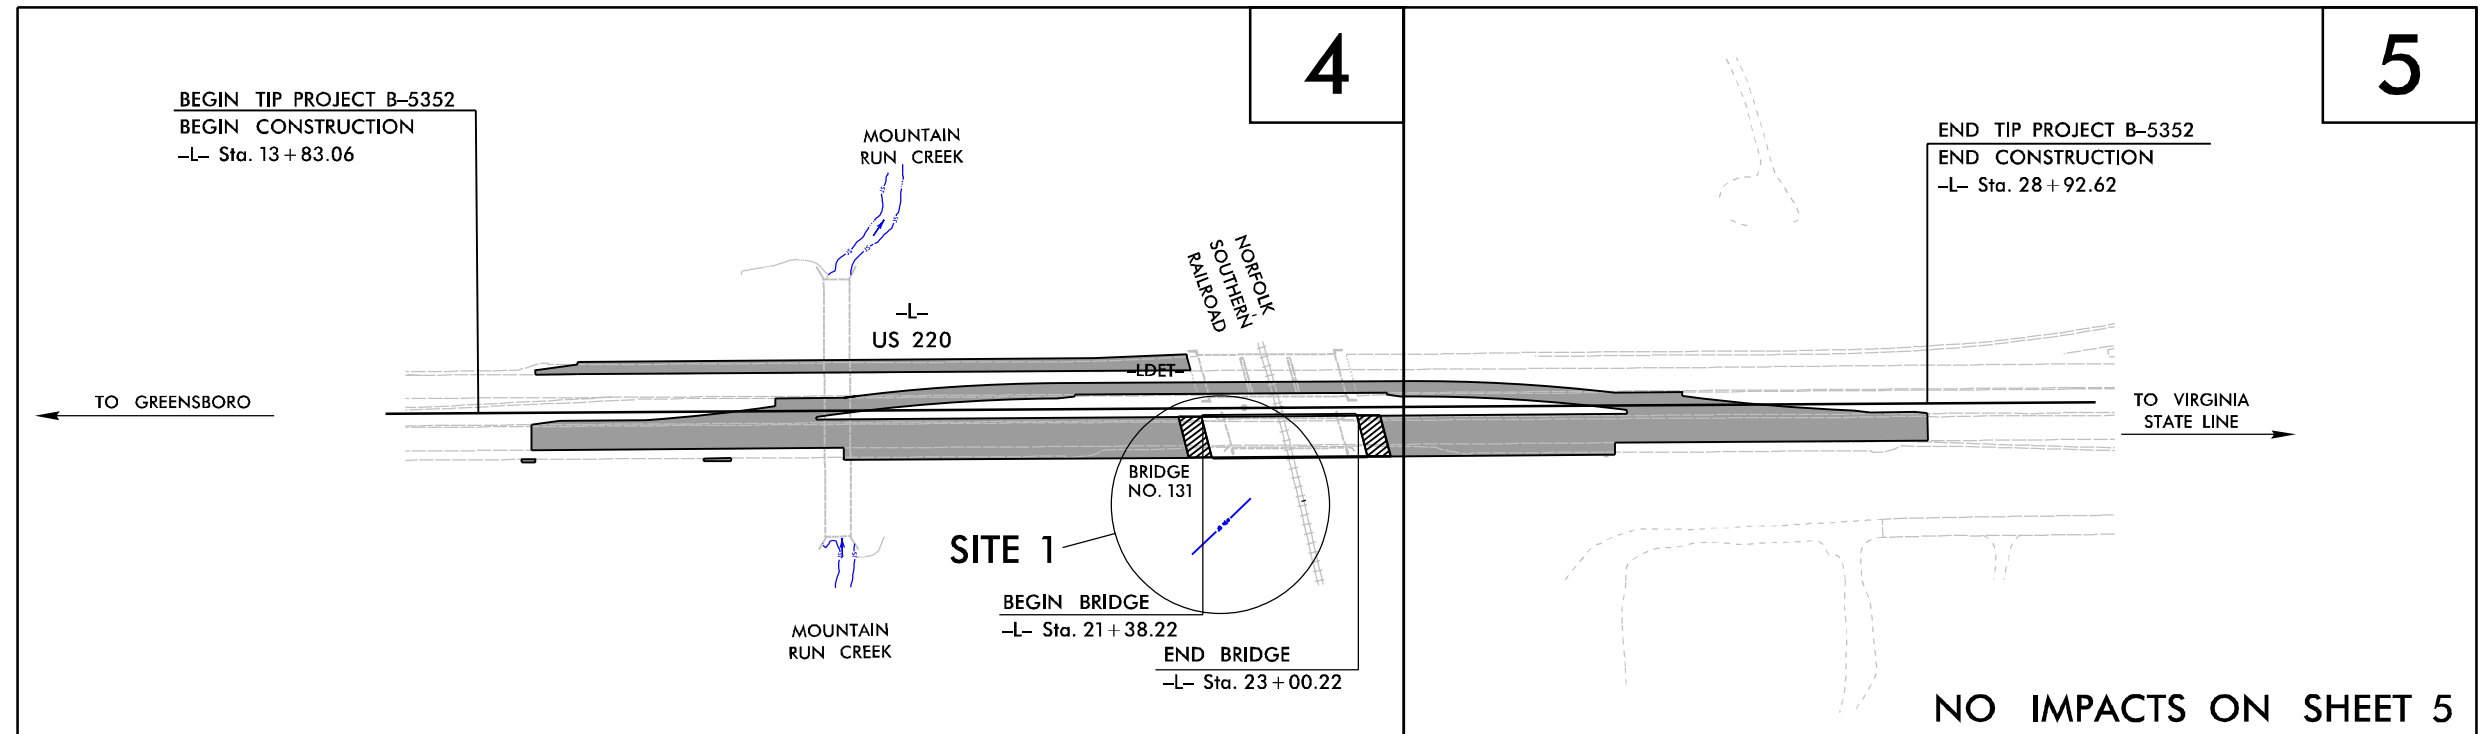 4
5
BEGIN TIP PROJECT B–5352
BEGIN CONSTRUCTION
–L– Sta. 13+83.06
MOUNTAIN
RUN CREEK
END TIP PROJECT B–5352
END CONSTRUCTION
–L– Sta. 28+92.62
NORFOLK
SOUTHERN
RAILROAD
–L–
US 220
–LDET–
TO GREENSBORO
TO VIRGINIA
STATE LINE
BRIDGE
NO. 131
SITE 1
BEGIN BRIDGE
–L– Sta. 21+38.22
MOUNTAIN
RUN CREEK
END BRIDGE
–L– Sta. 23+00.22
NO IMPACTS ON SHEET 5